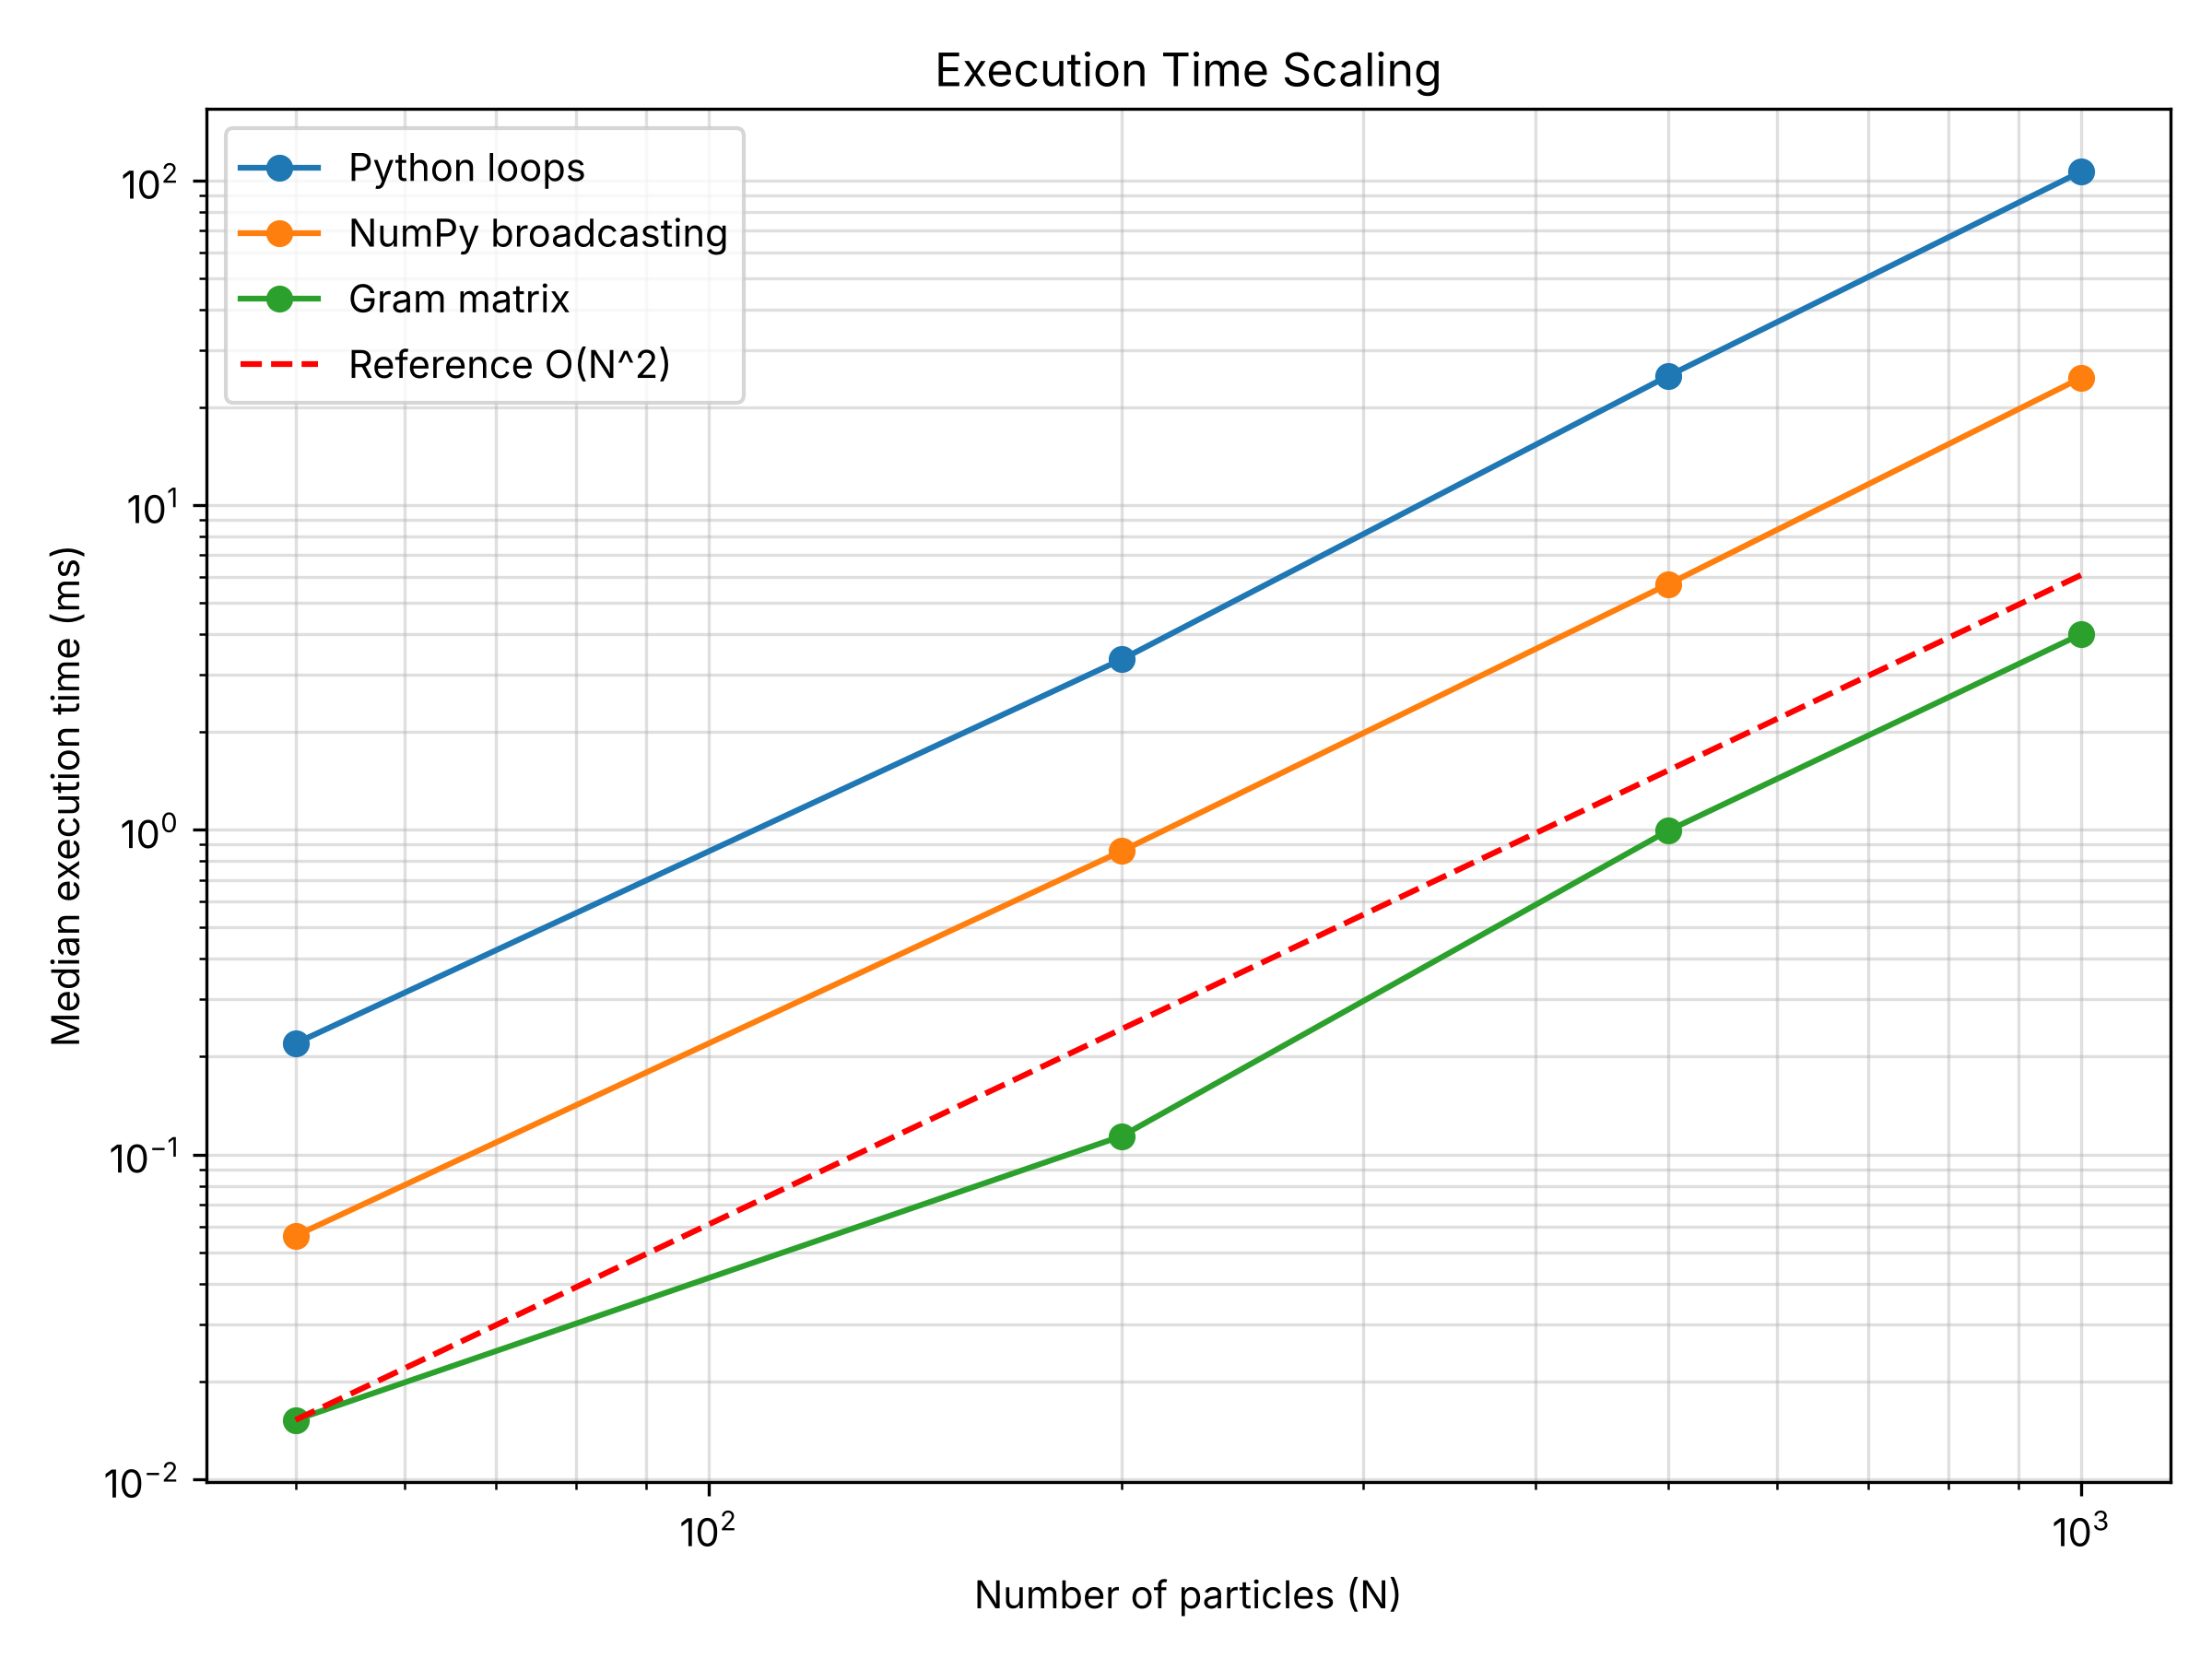 Execution Time Scaling
Python loops
NumPy broadcasting
Gram matrix
Reference O(N^2)
Median execution time (ms)
10²
10¹
10⁰
10⁻¹
10⁻²
10²
10³
Number of particles (N)